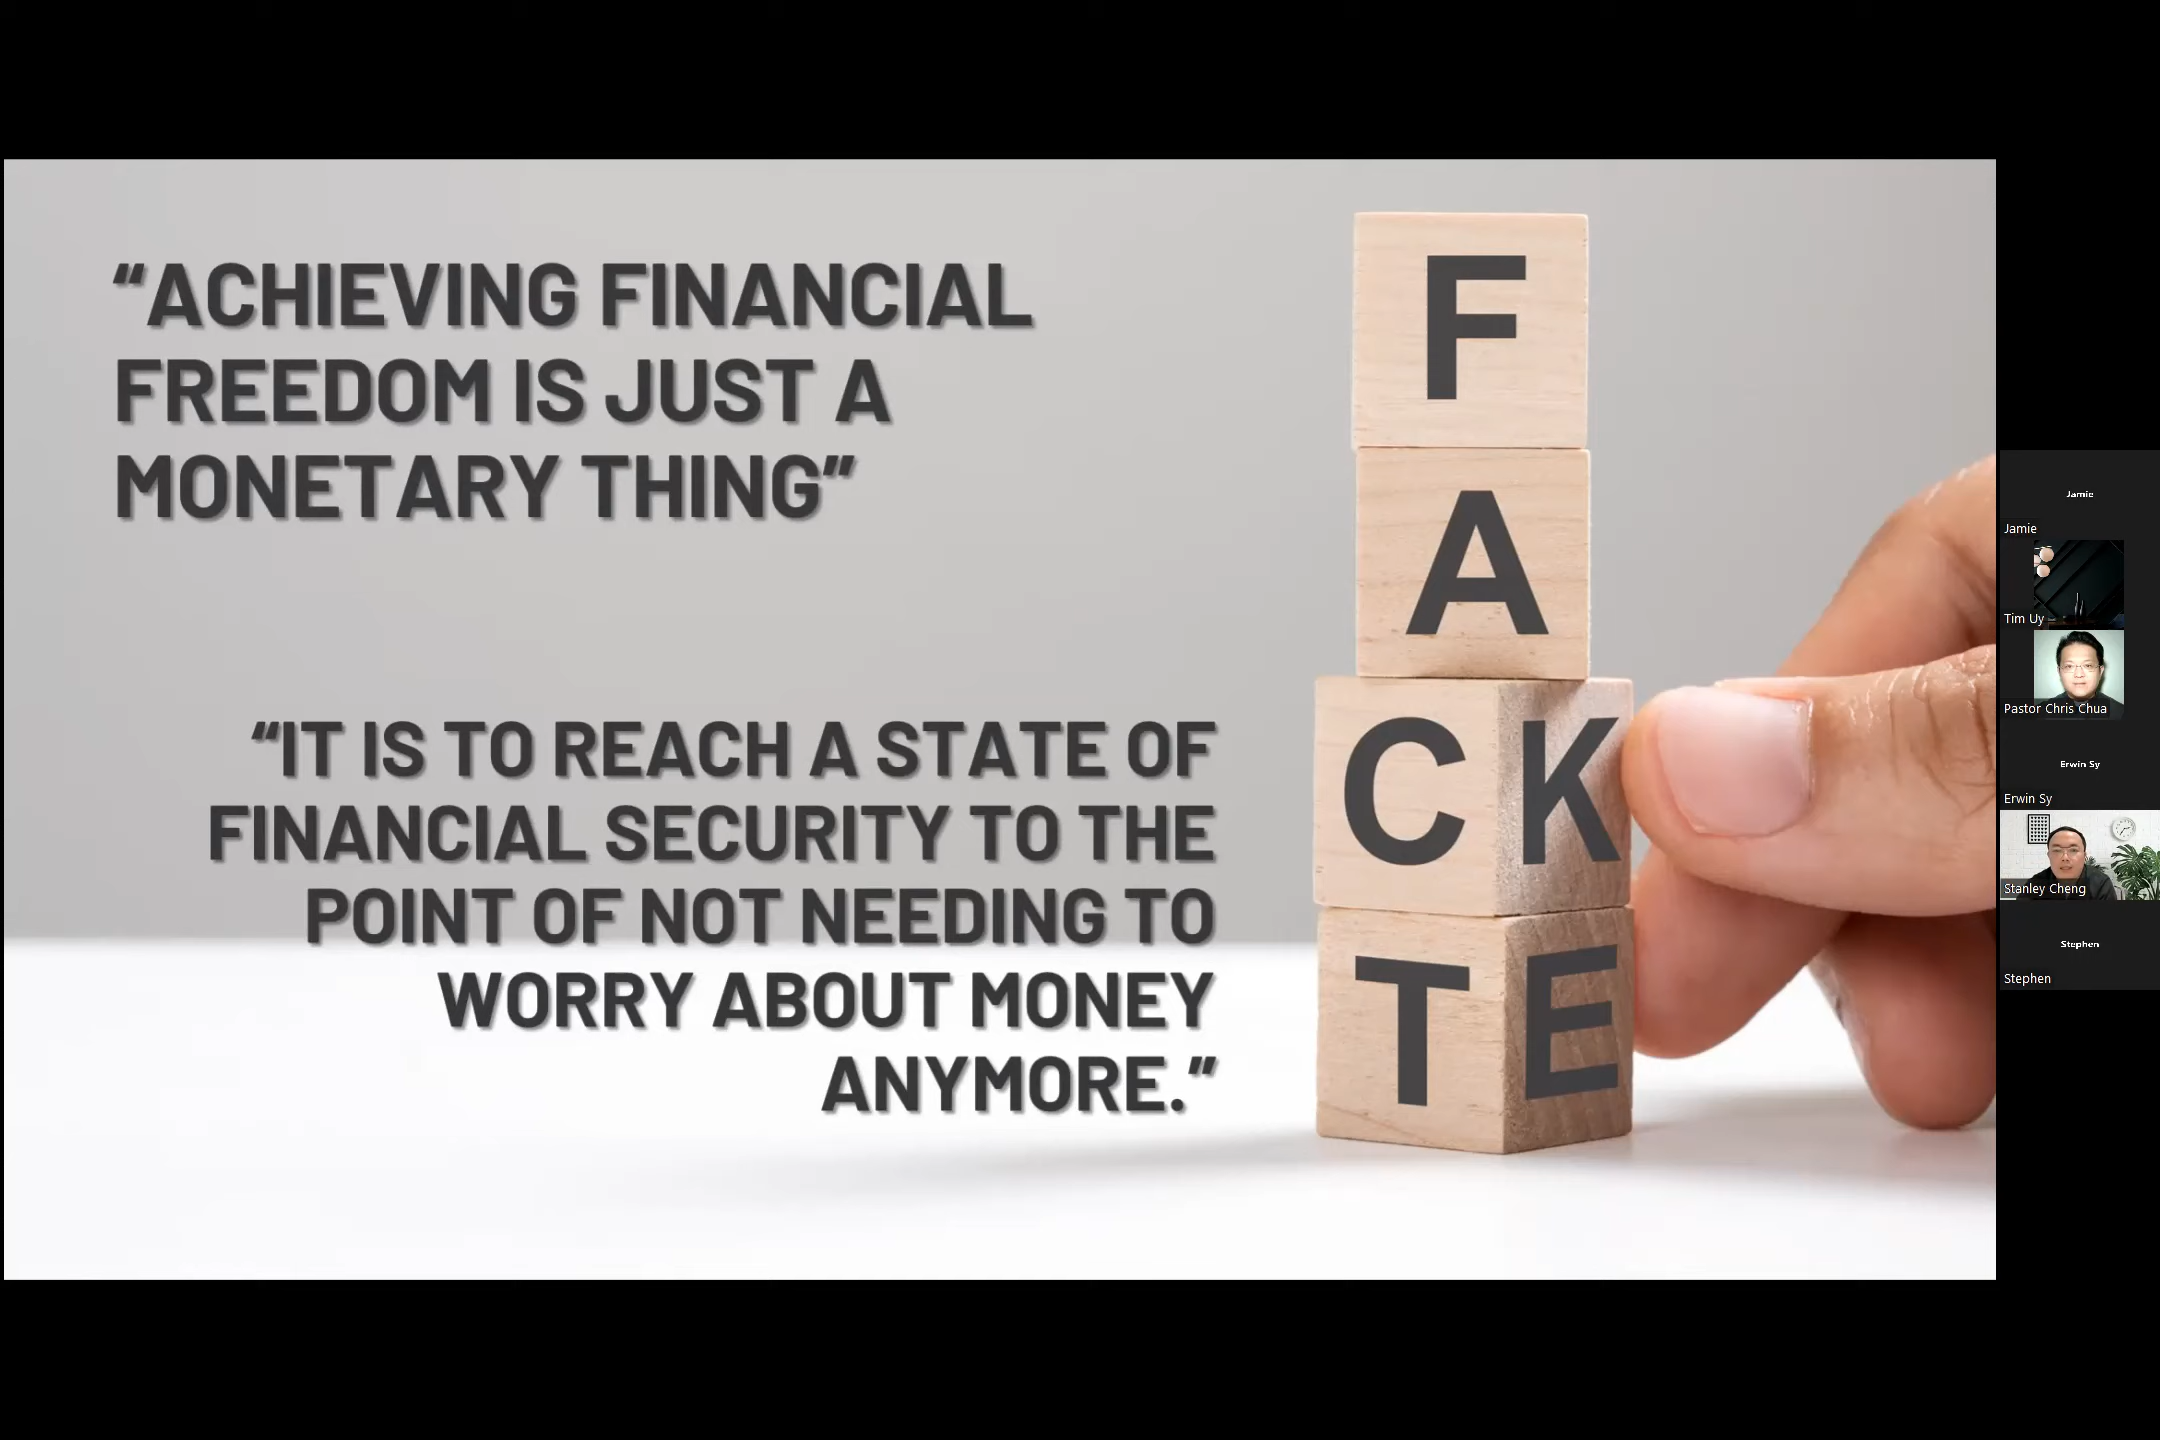 “ACHIEVING FINANCIAL
FREEDOM IS JUST A
MONETARY THING”
“IT IS TO REACH A STATE OF
FINANCIAL SECURITY TO THE
POINT OF NOT NEEDING TO
WORRY ABOUT MONEY
ANYMORE.”
F
A
C K
T E
Jamie
Jamie
Tim Uy
Pastor Chris Chua
Erwin Sy
Erwin Sy
Stanley Cheng
Stephen
Stephen